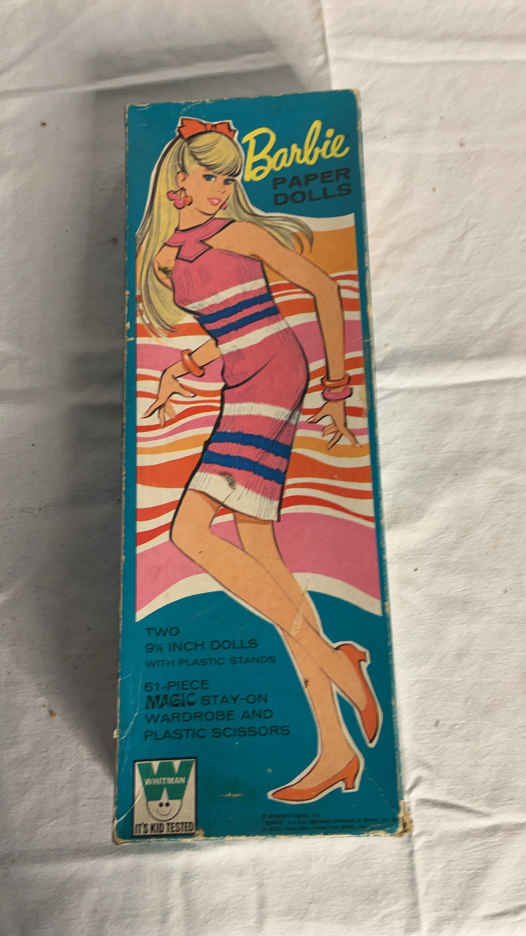 Barbie
PAPER
DOLLS
TWO
9¼ INCH DOLLS
WITH PLASTIC STANDS
61-PIECE
MAGIC STAY-ON
WARDROBE AND
PLASTIC SCISSORS
WHITMAN
W
IT'S KID TESTED